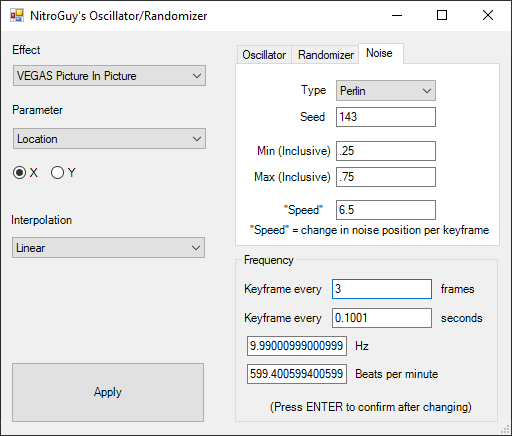 NitroGuy's Oscillator/Randomizer
Effect
VEGAS Picture In Picture
Parameter
Location
X Y
Interpolation
Linear
Apply
Oscillator Randomizer Noise
Type Perlin
Seed 143
Min (Inclusive) .25
Max (Inclusive) .75
"Speed" 6.5
"Speed" = change in noise position per keyframe
Frequency
Keyframe every 3 frames
Keyframe every 0.1001 seconds
9.99000999000999 Hz
599.400599400599 Beats per minute
(Press ENTER to confirm after changing)